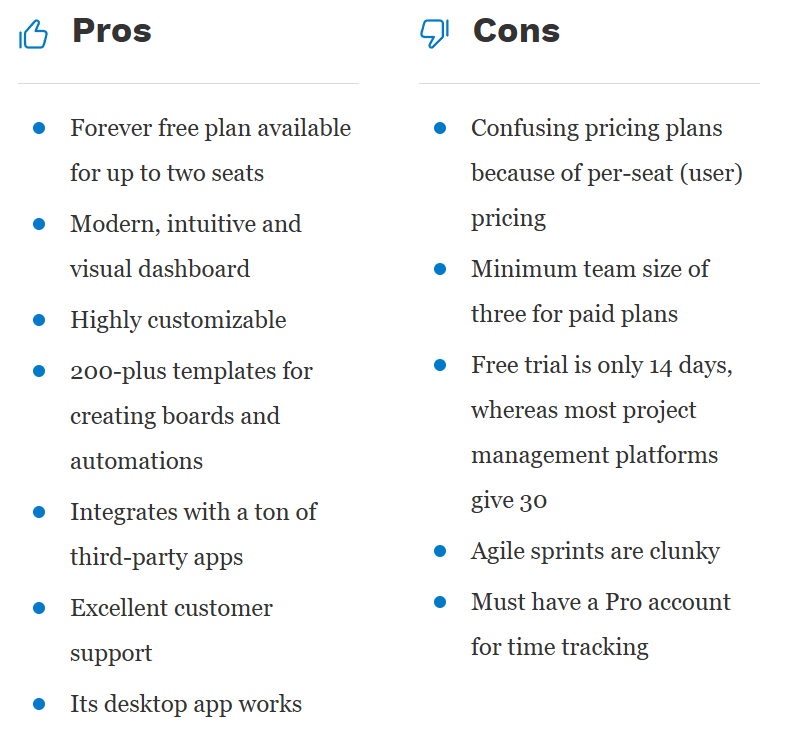 Pros
Forever free plan available
for up to two seats
Modern, intuitive and
visual dashboard
Highly customizable
200-plus templates for
creating boards and
automations
Integrates with a ton of
third-party apps
Excellent customer
support
Its desktop app works
Cons
Confusing pricing plans
because of per-seat (user)
pricing
Minimum team size of
three for paid plans
Free trial is only 14 days,
whereas most project
management platforms
give 30
Agile sprints are clunky
Must have a Pro account
for time tracking